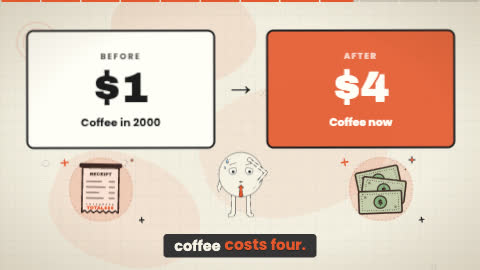 BEFORE
$1
Coffee in 2000
→
AFTER
$4
Coffee now
RECEIPT
coffee costs four.